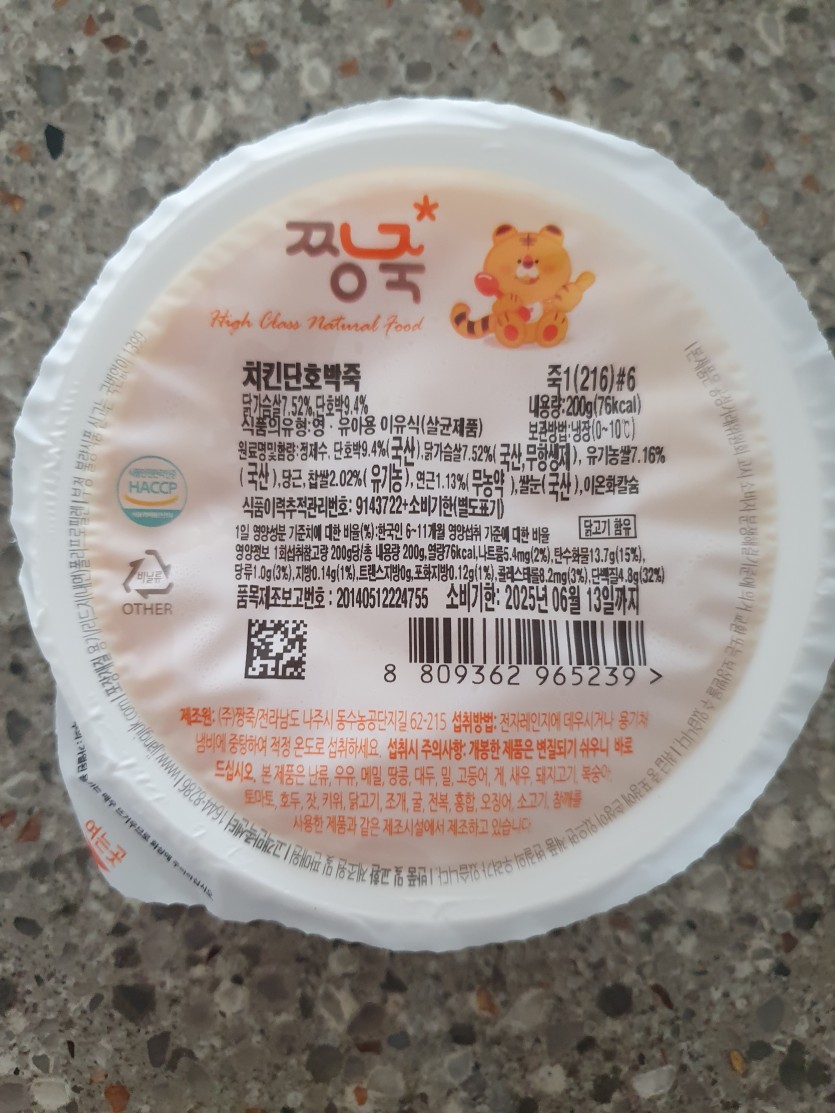 짱죽
High Class Natural Food
치킨단호박죽 죽1(216)#6
닭가슴살7.52%,단호박9.4% 내용량:200g(76kcal)
식품의유형:영·유아용 이유식(살균제품) 보관방법:냉장(0~10℃)
원료명및함량:정제수, 단호박9.4%(국산),닭가슴살7.52%(국산,무항생제), 유기농쌀7.16%
(국산),당근,찹쌀2.02%(유기농),연근1.13%(무농약),쌀눈(국산),이온화칼슘
식품이력추적관리번호: 9143722+소비기한(별도표기)
1일 영양성분 기준치에 대한 비율(%):한국인 6~11개월 영양섭취 기준에 대한 비율 닭고기 함유
영양정보 1회섭취참고량 200g당/총 내용량 200g,열량76kcal,나트륨5.4mg(2%),탄수화물13.7g(15%),
당류1.0g(3%),지방0.14g(1%),트랜스지방0g,포화지방0.12g(1%),콜레스테롤8.2mg(3%),단백질4.8g(32%)
품목제조보고번호: 20140512224755 소비기한: 2025년 06월 13일까지
HACCP
비닐류
OTHER
8 809362 965239 >
제조원: (주)짱죽/전라남도 나주시 동수농공단지길 62-215 섭취방법: 전자레인지에 데우시거나 용기채
냄비에 중탕하여 적정 온도로 섭취하세요. 섭취시 주의사항: 개봉한 제품은 변질되기 쉬우니 바로
드십시오. 본 제품은 난류, 우유, 메밀, 땅콩, 대두, 밀, 고등어, 게, 새우, 돼지고기, 복숭아,
토마토, 호두, 잣, 키위, 닭고기, 조개, 굴, 전복, 홍합, 오징어, 소고기, 참깨를
사용한 제품과 같은 제조시설에서 제조하고 있습니다
여는곳